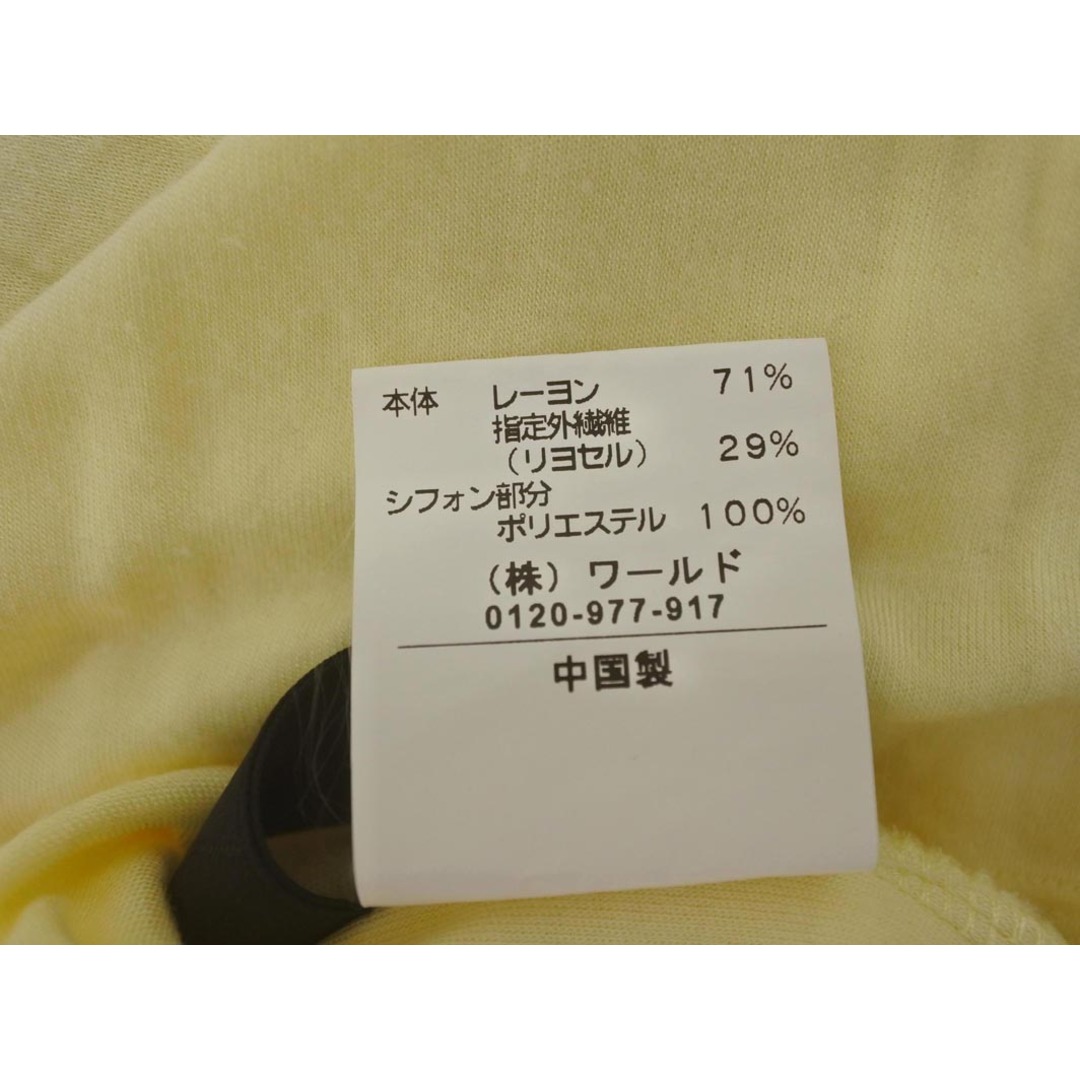 本体 レーヨン 71%
指定外繊維
（リヨセル） 29%
シフォン部分
ポリエステル 100%
（株）ワールド
0120-977-917
中国製